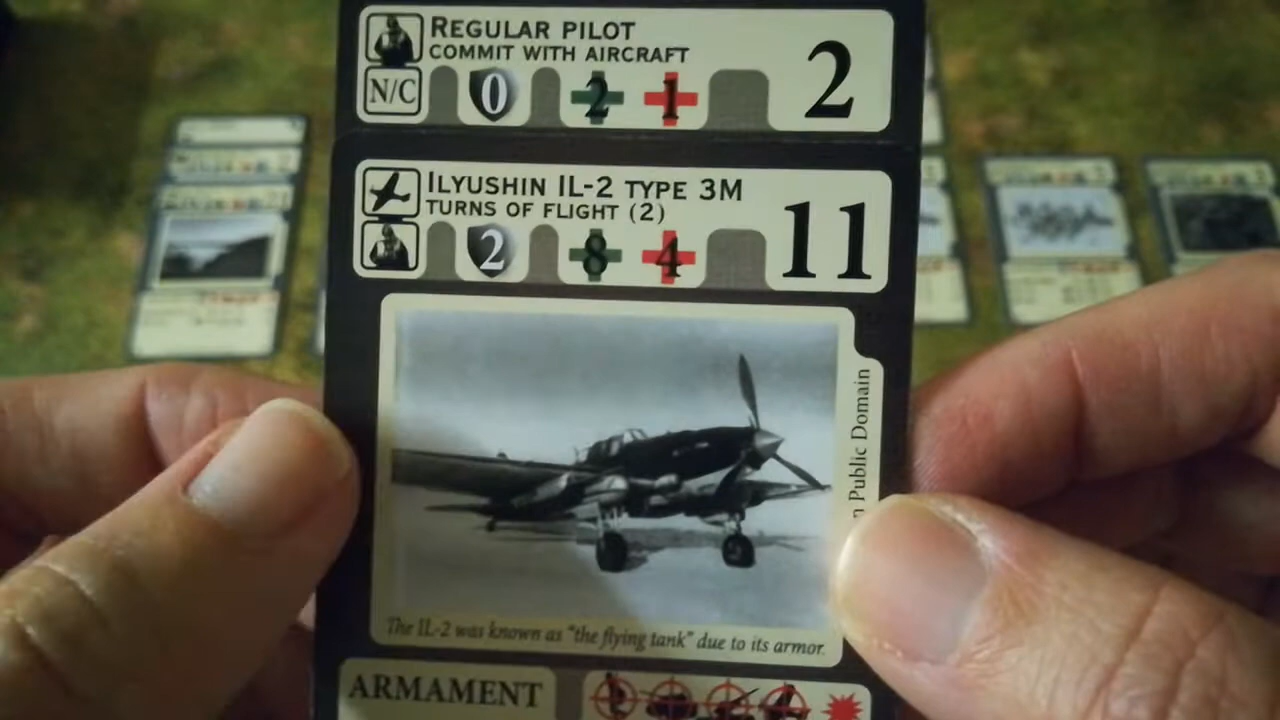 REGULAR PILOT
COMMIT WITH AIRCRAFT
2
N/C 0 2 1
ILYUSHIN IL-2 TYPE 3M
TURNS OF FLIGHT (2)
11
2 8 4
Public Domain
The IL-2 was known as "the flying tank" due to its armor.
ARMAMENT